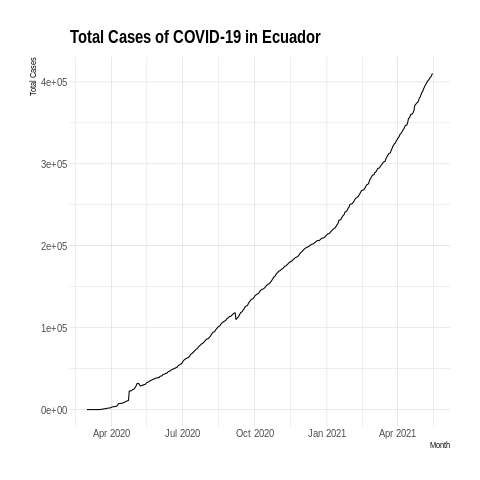 Total Cases of COVID-19 in Ecuador
Total Cases
4e+05
3e+05
2e+05
1e+05
0e+00
Apr 2020 Jul 2020 Oct 2020 Jan 2021 Apr 2021
Month